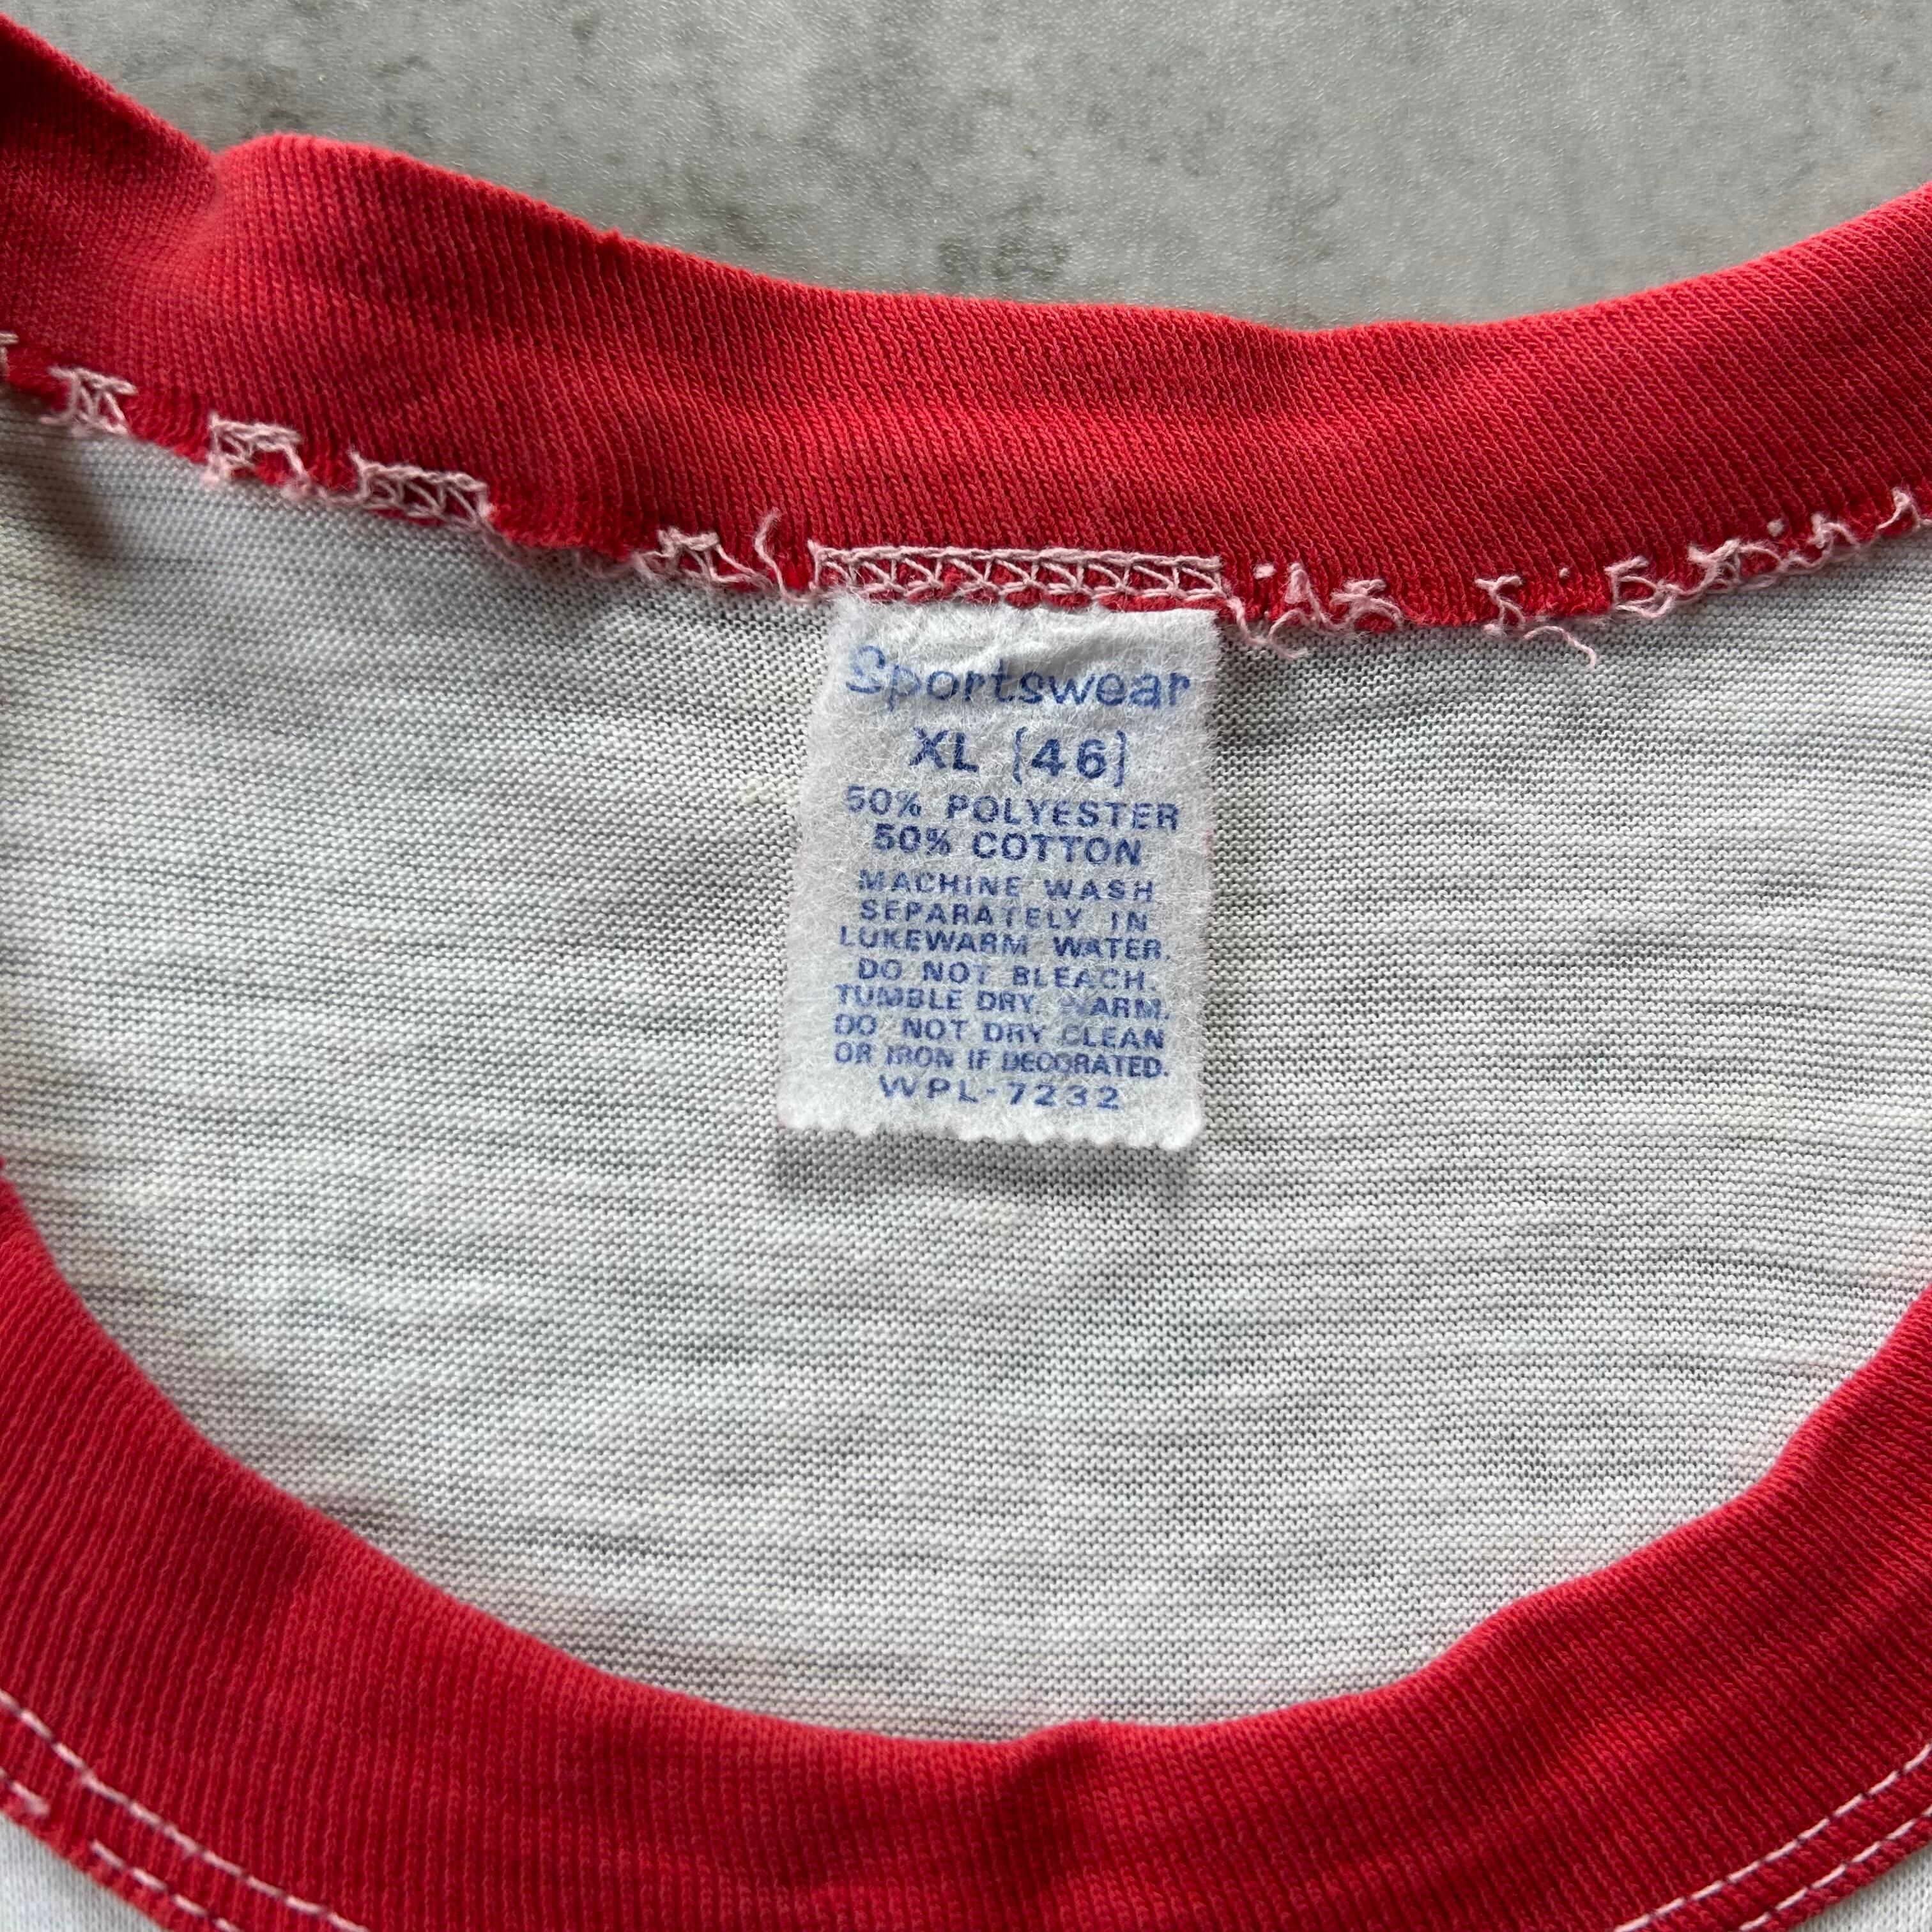 Sportswear
XL (46)
50% POLYESTER
50% COTTON
MACHINE WASH
SEPARATELY IN
LUKEWARM WATER.
DO NOT BLEACH.
TUMBLE DRY. WARM.
DO NOT DRY CLEAN
OR IRON IF DECORATED.
WPL-7232